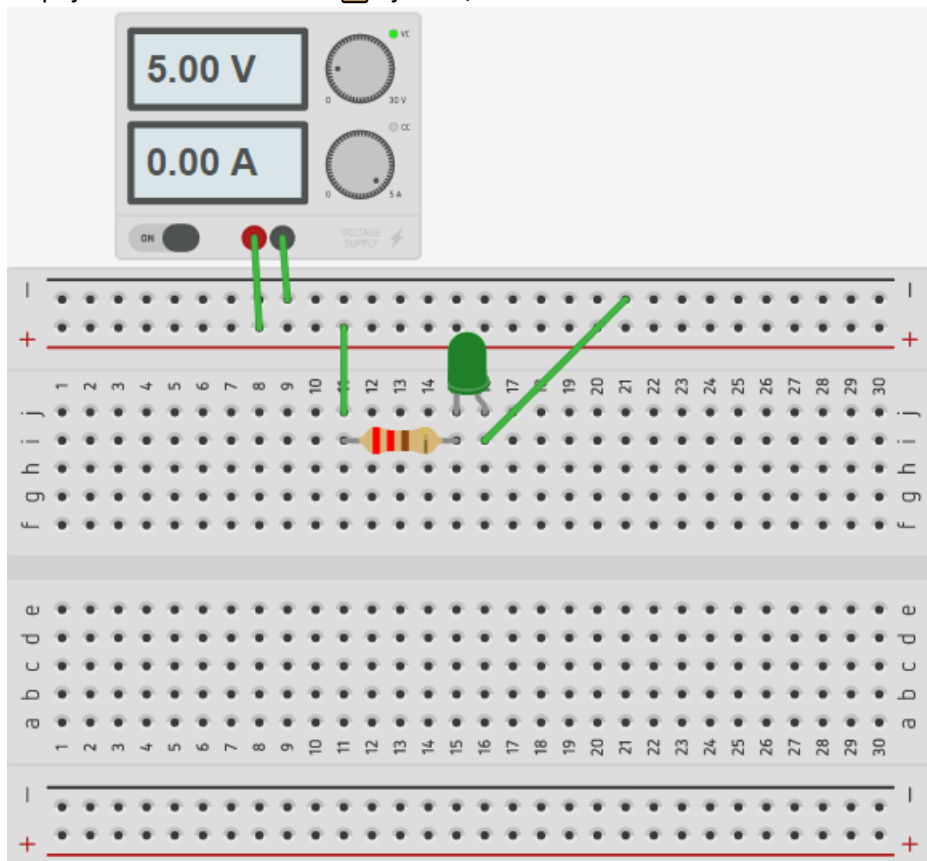 VC
5.00 V
0 30 V
CC
0.00 A
0 5 A
ON VOLTAGE
SUPPLY
− −
+ +
1 2 3 4 5 6 7 8 9 10 11 12 13 14 17 18 19 20 21 22 23 24 25 26 27 28 29 30
j j
i i
h h
g g
f f
e e
d d
c c
b b
a a
1 2 3 4 5 6 7 8 9 10 11 12 13 14 15 16 17 18 19 20 21 22 23 24 25 26 27 28 29 30
− −
+ +